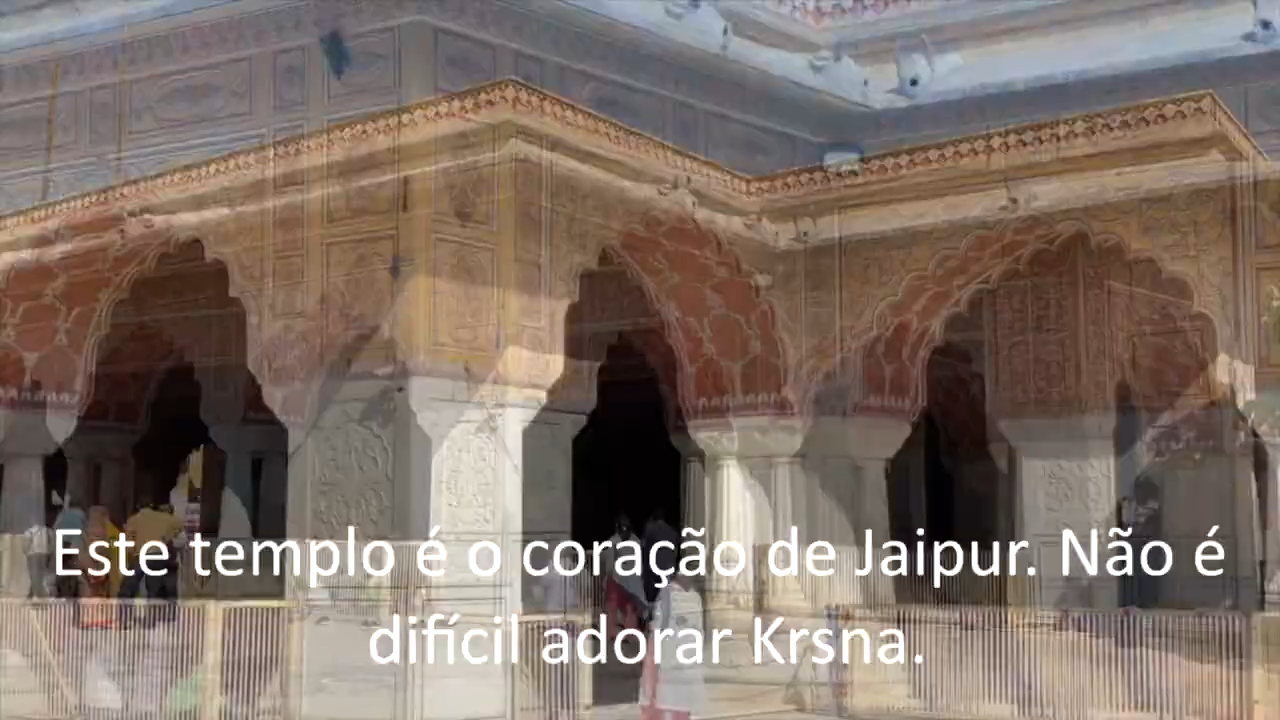 Este templo é o coração de Jaipur. Não é
difícil adorar Krsna.